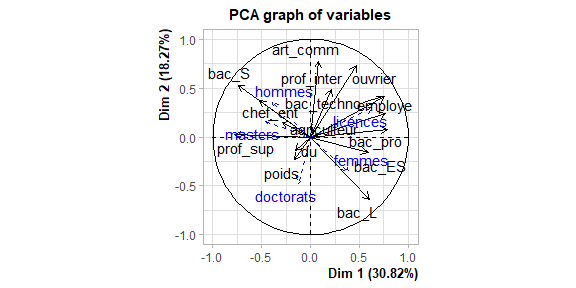 PCA graph of variables
Dim 2 (18.27%)
1.0
0.5
0.0
-0.5
-1.0
art_comm
bac_S
prof_inter
ouvrier
hommes
bac_techno
employe
chef_ent
licences
agriculteur
masters
bac_pro
prof_sup
du
femmes
bac_ES
poids
doctorats
bac_L
-1.0
-0.5
0.0
0.5
1.0
Dim 1 (30.82%)